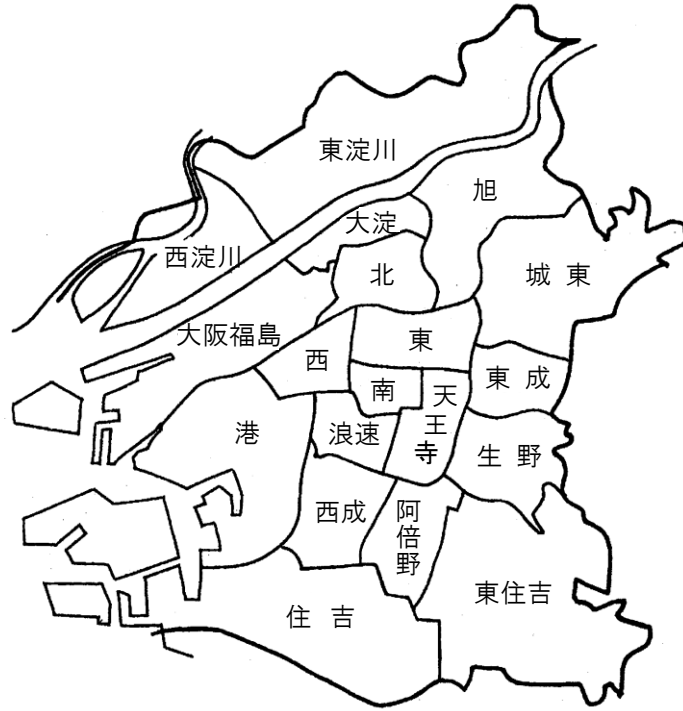 東淀川
旭
大淀
西淀川
北
城東
大阪福島
東
西
東成
南
天王寺
港
浪速
生野
西成
阿倍野
東住吉
住吉